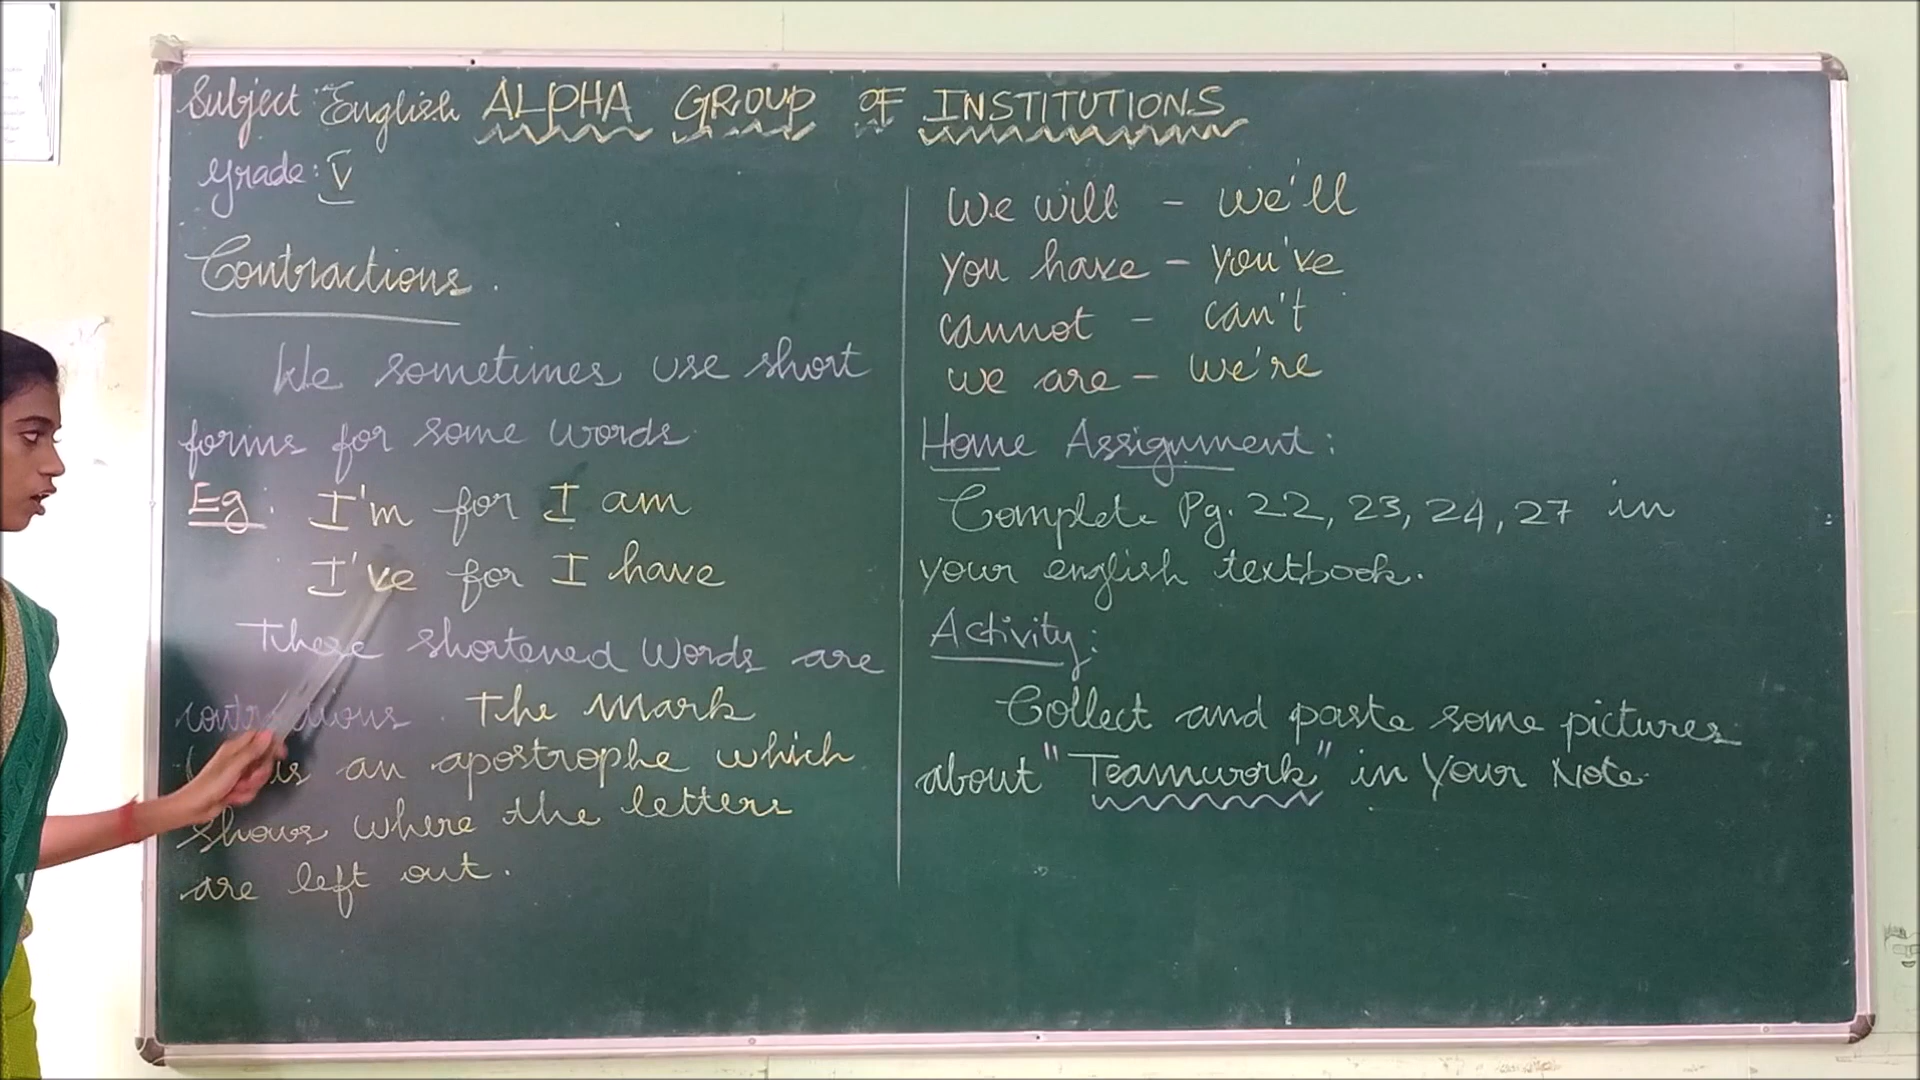 Subject: English ALPHA GROUP OF INSTITUTIONS
Grade: V
Contractions.
We sometimes use short
forms for some words.
Eg: I'm for I am
I've for I have
These shortened words are
contractions. The Mark
is an apostrophe which
shows where the letters
are left out.
We will - we'll
you have - you've
cannot - can't
we are - we're
Home Assignment:
Complete Pg. 22, 23, 24, 27 in
your english textbook.
Activity:
Collect and paste some pictures
about "Teamwork" in your Note.